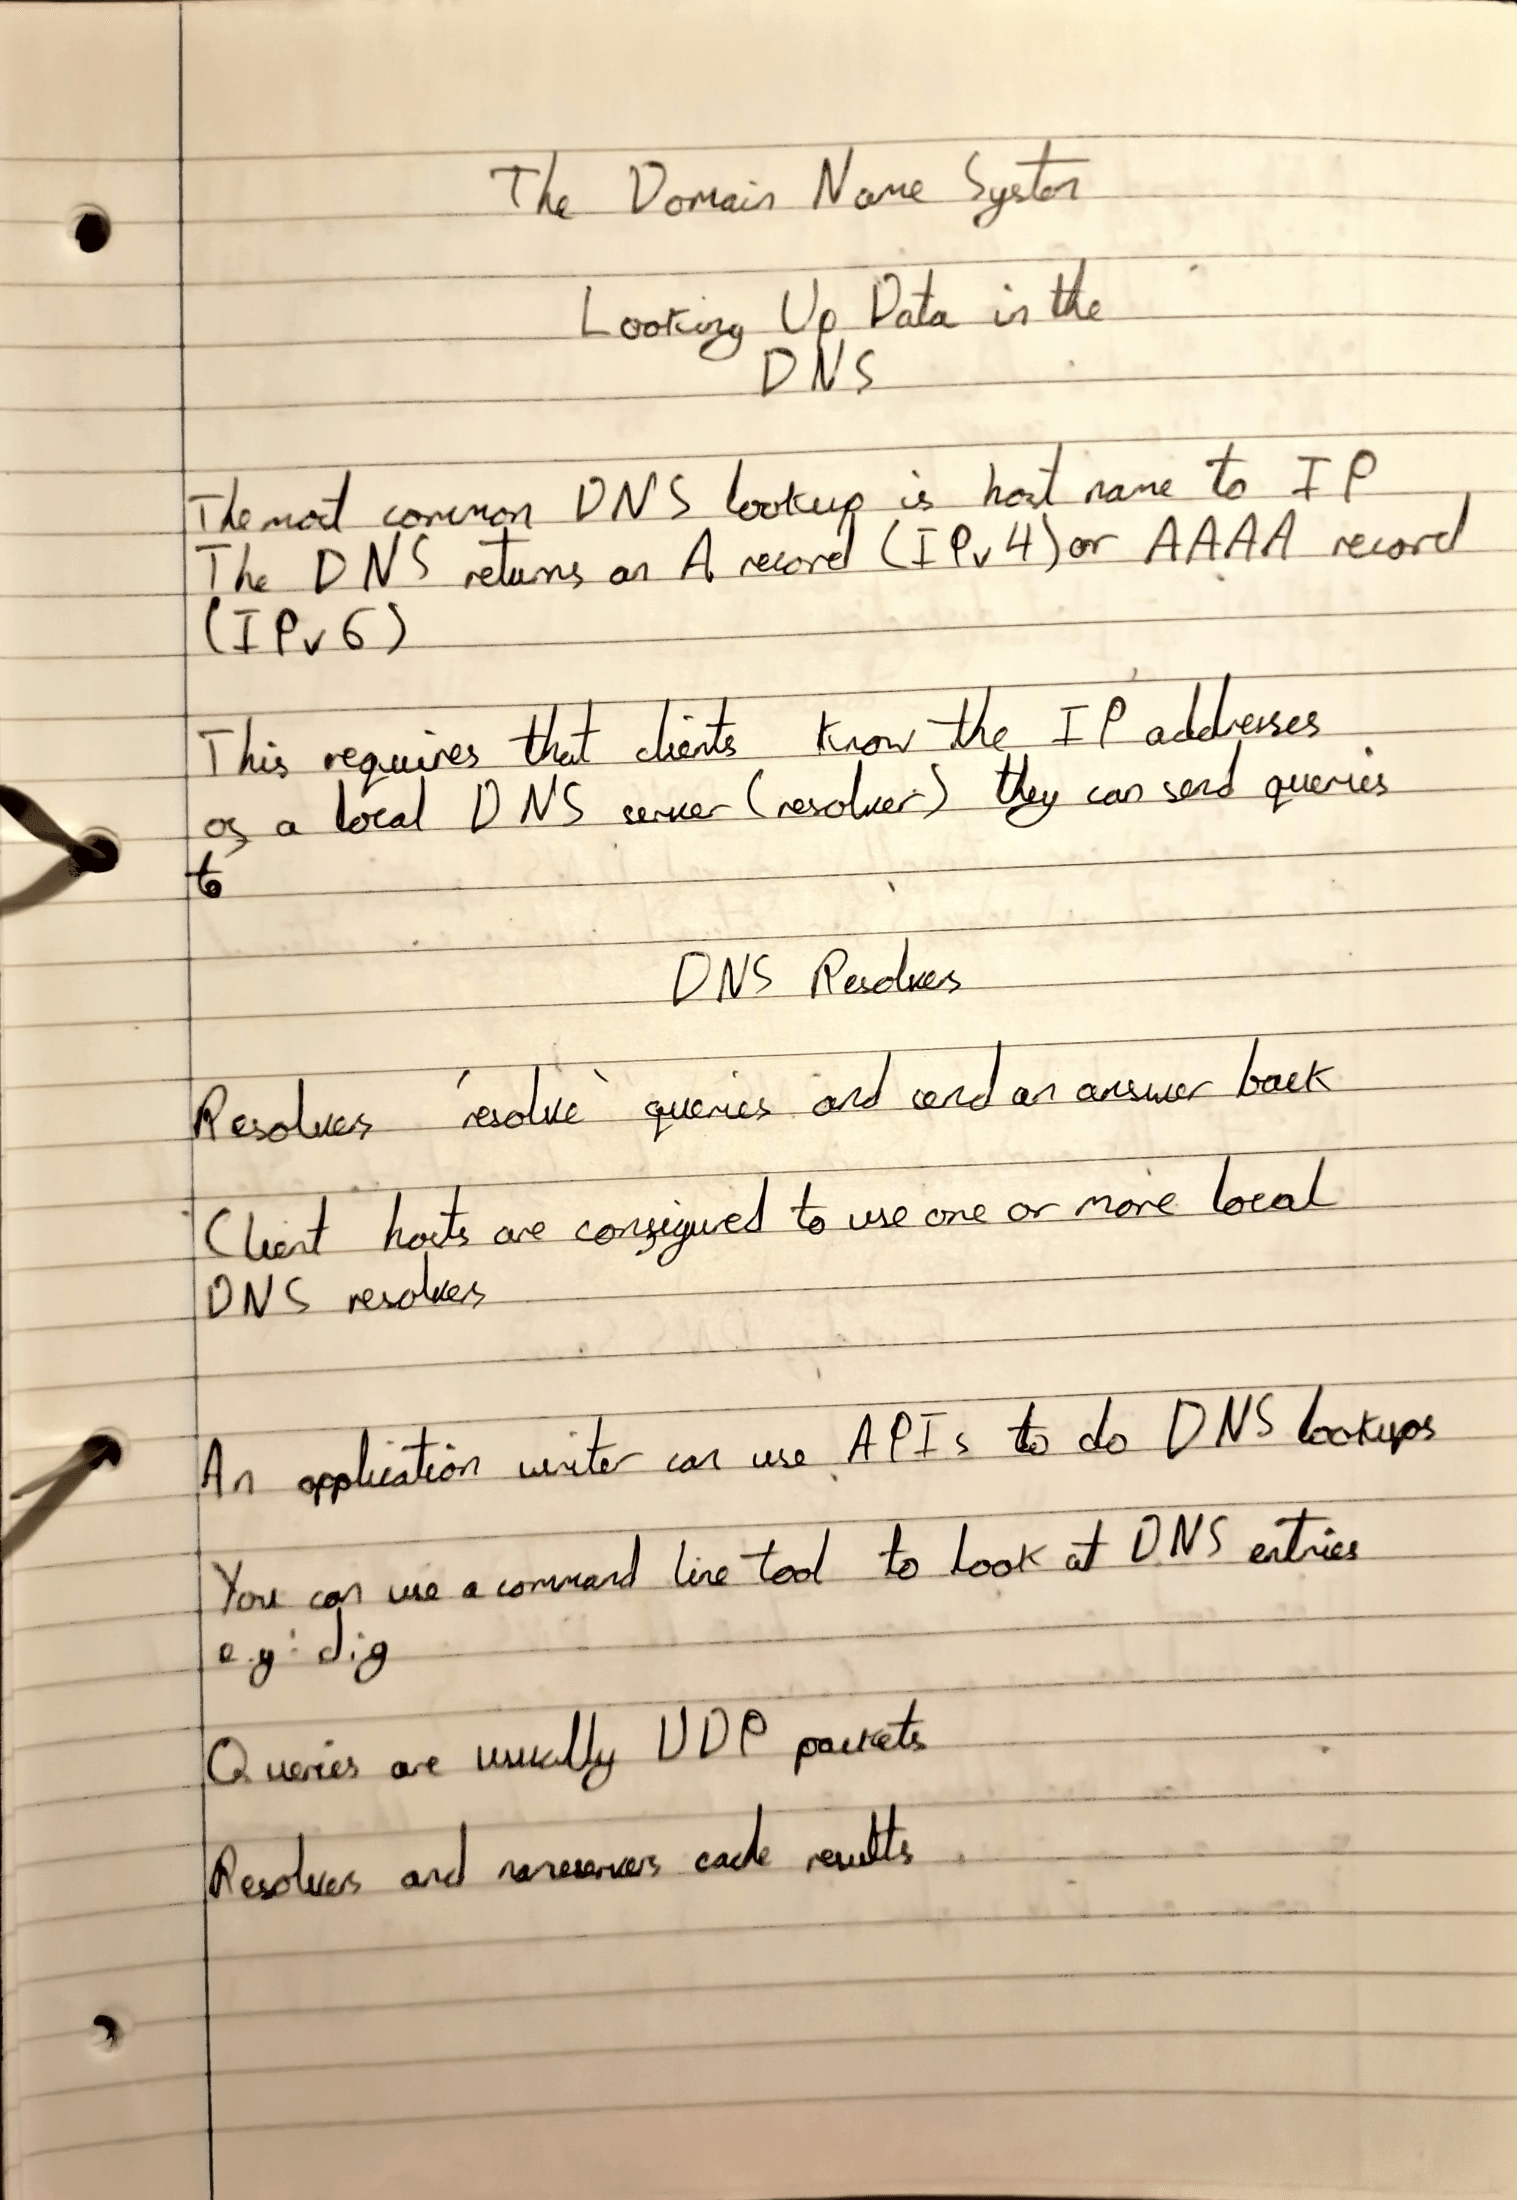 The Domain Name System
Looking Up Data in the
DNS
The most common DNS lookup is host name to IP
The DNS returns an A record (IPv4) or AAAA record
(IPv6)
This requires that clients know the IP addresses
of a local DNS server (resolver) they can send queries
to
DNS Resolvers
Resolvers 'resolve' queries and send an answer back
Client hosts are configured to use one or more local
DNS resolvers
An application writer can use APIs to do DNS lookups
You can use a command line tool to look at DNS entries
e.g: dig
Queries are usually UDP packets
Resolvers and nameservers cache results